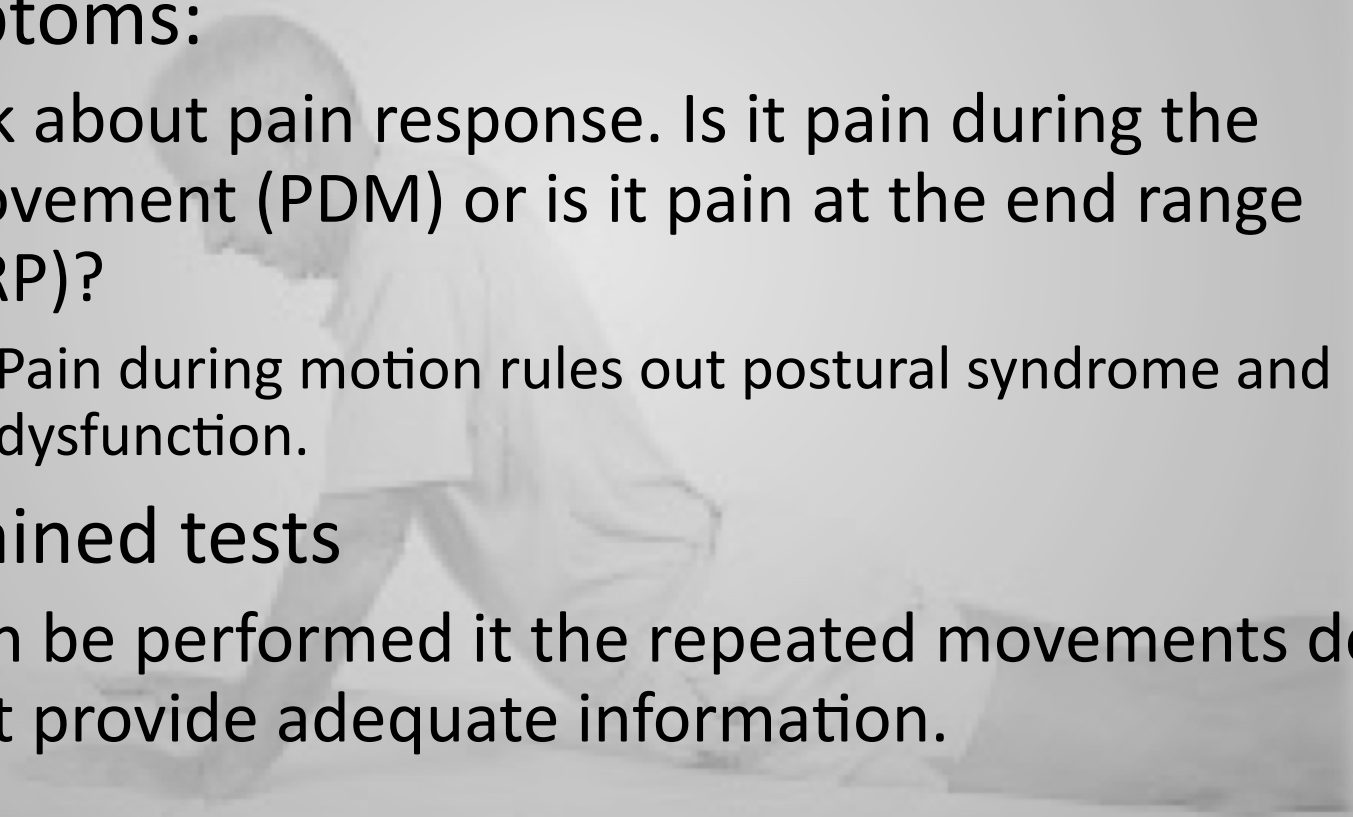 ptoms:
k about pain response. Is it pain during the
ovement (PDM) or is it pain at the end range
RP)?
Pain during motion rules out postural syndrome and
dysfunction.
ained tests
n be performed it the repeated movements do
t provide adequate information.